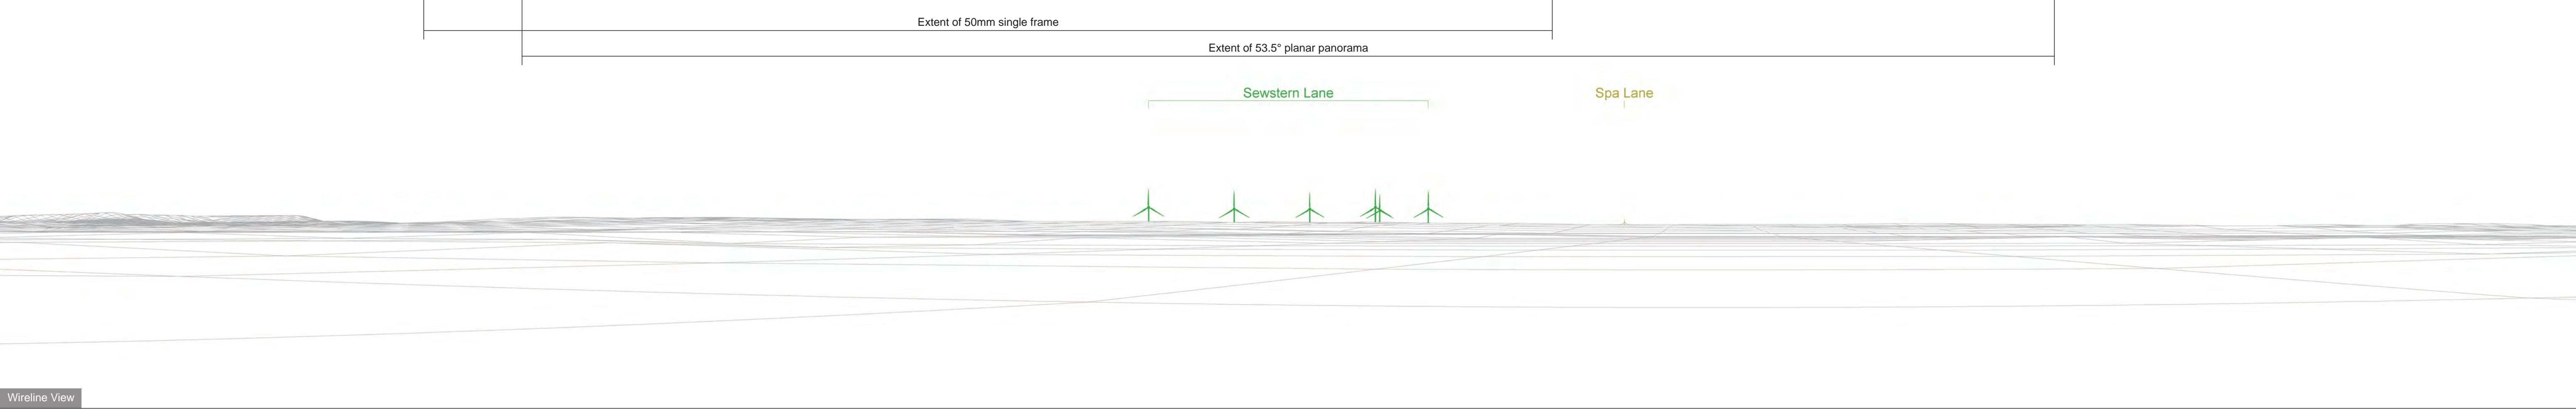 Extent of 50mm single frame
Extent of 53.5° planar panorama
Sewstern Lane
Spa Lane
Wireline View